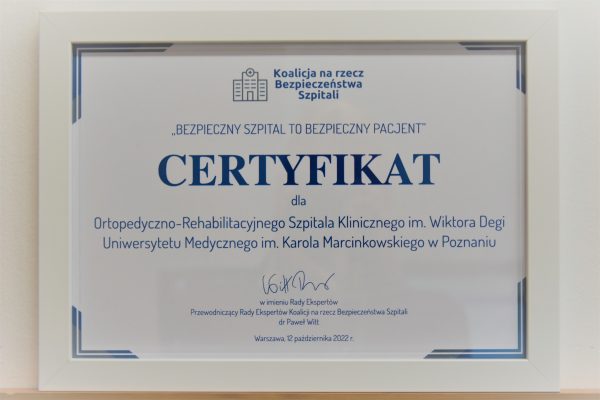 Koalicja na rzecz
Bezpieczeństwa
Szpitali
„BEZPIECZNY SZPITAL TO BEZPIECZNY PACJENT”
CERTYFIKAT
dla
Ortopedyczno-Rehabilitacyjnego Szpitala Klinicznego im. Wiktora Degi
Uniwersytetu Medycznego im. Karola Marcinkowskiego w Poznaniu
w imieniu Rady Ekspertów
Przewodniczący Rady Ekspertów Koalicji na rzecz Bezpieczeństwa Szpitali
dr Paweł Witt
Warszawa, 12 października 2022 r.